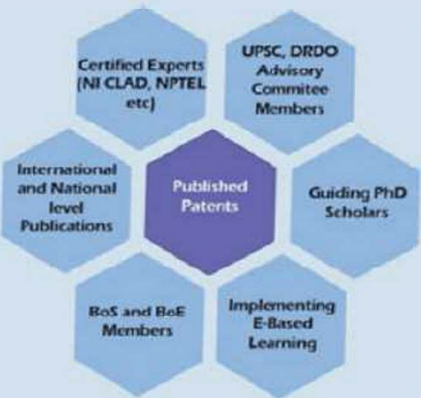 Certified Experts
(NI CLAD, NPTEL
etc)
UPSC, DRDO
Advisory
Commitee
Members
International
and National
level
Publications
Published
Patents
Guiding PhD
Scholars
BoS and BoE
Members
Implementing
E-Based
Learning